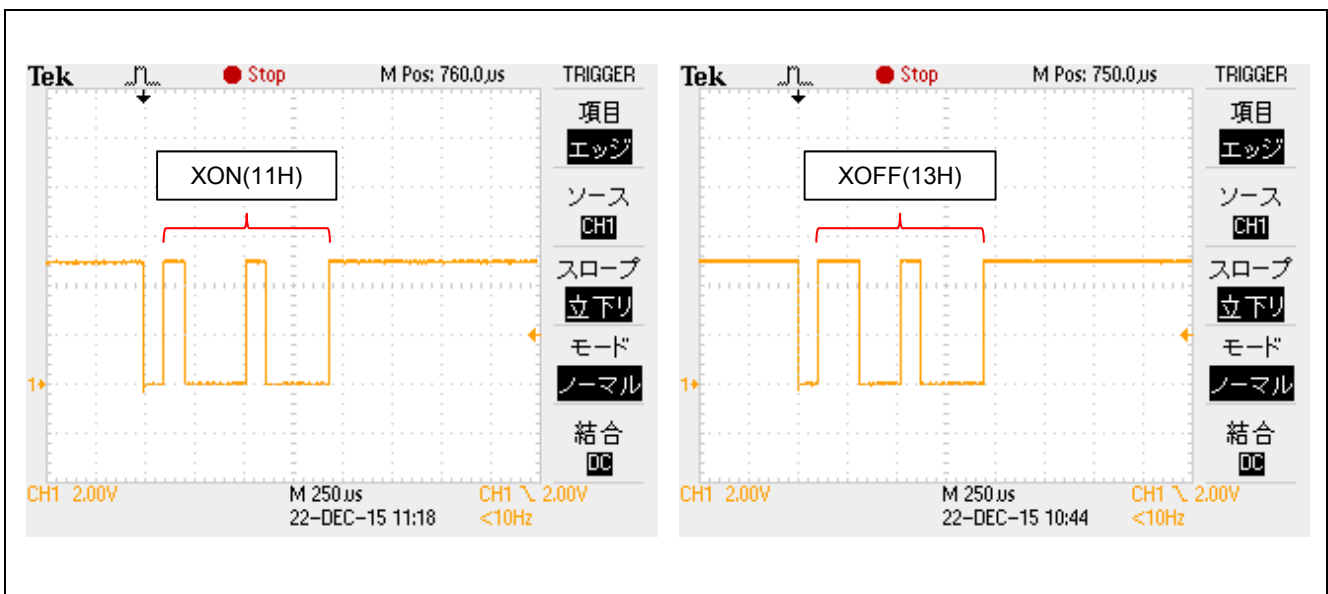 Tek Stop M Pos: 760.0µs TRIGGER
項目
エッジ
XON(11H)
ソース
CH1
スロープ
立下り
モード
1
ノーマル
結合
DC
CH1 2.00V M 250µs CH1 2.00V
22-DEC-15 11:18 <10Hz
Tek Stop M Pos: 750.0µs TRIGGER
項目
エッジ
XOFF(13H)
ソース
CH1
スロープ
立下り
モード
1
ノーマル
結合
DC
CH1 2.00V M 250µs CH1 2.00V
22-DEC-15 10:44 <10Hz